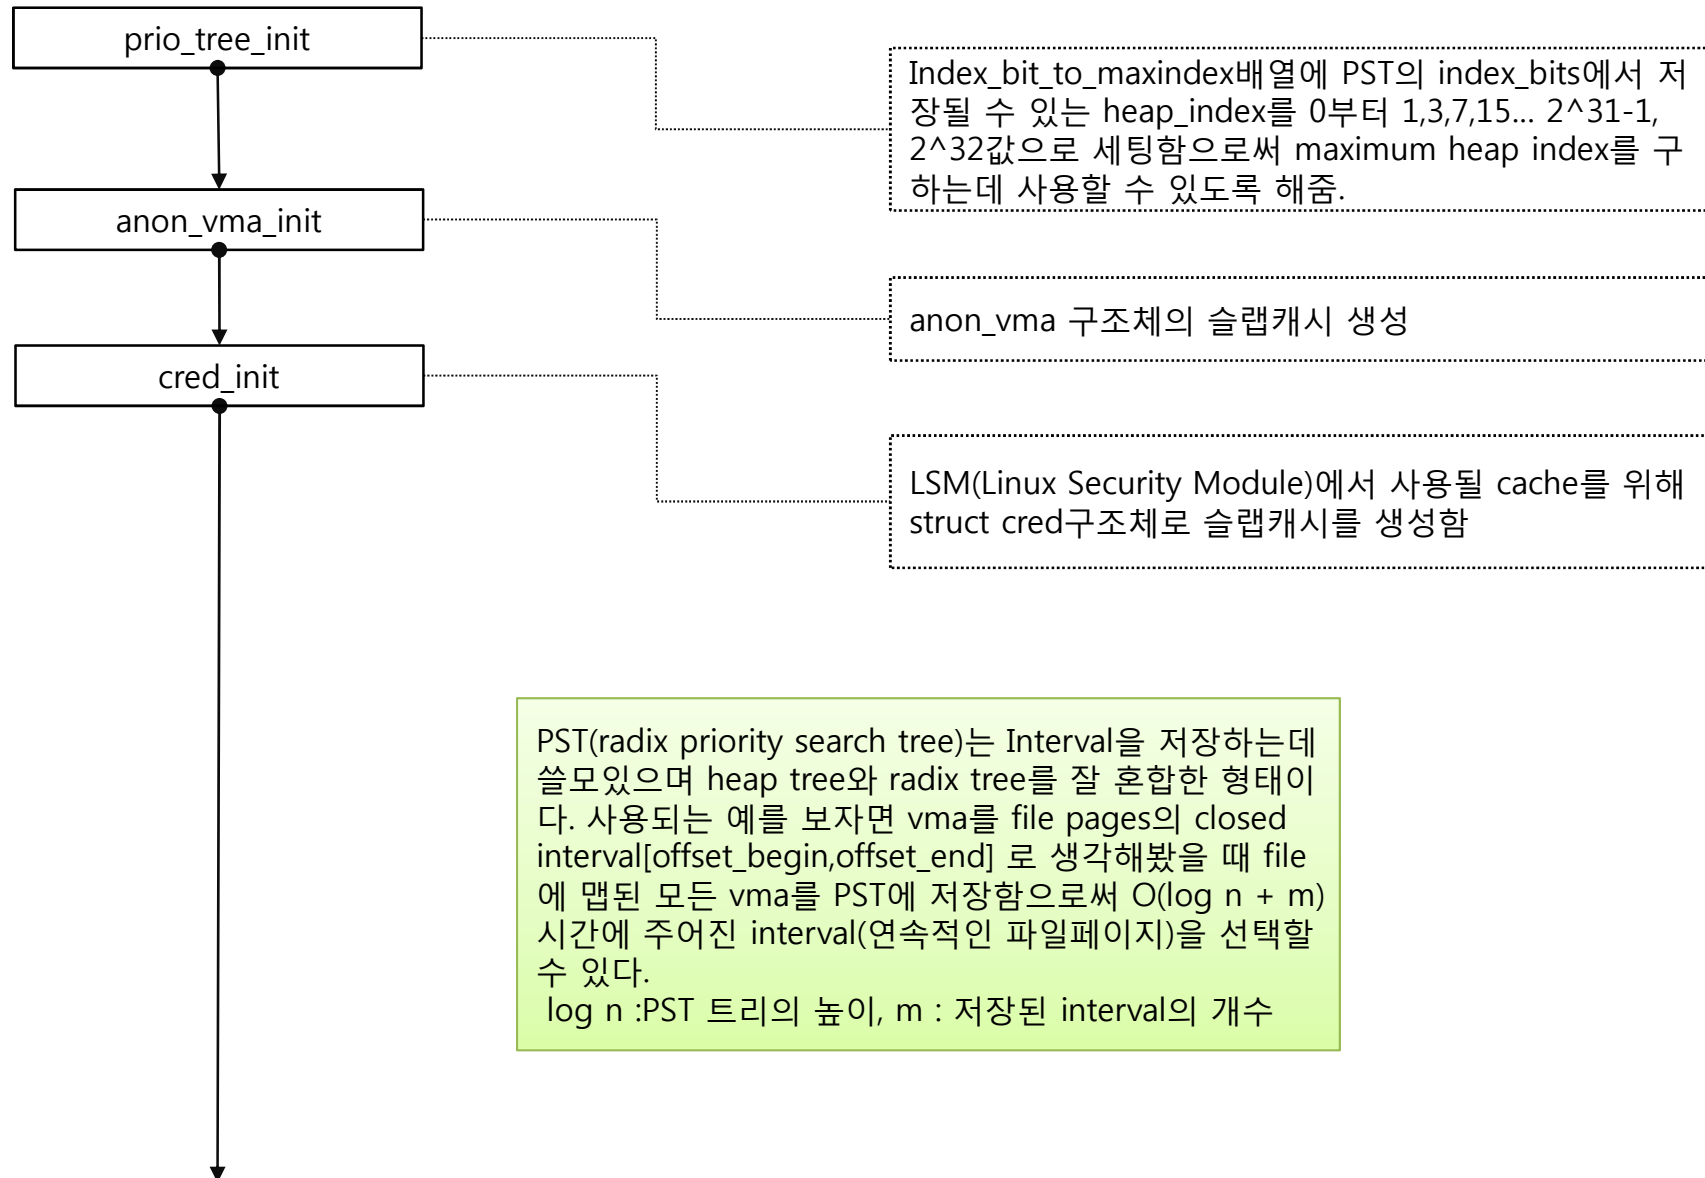 prio_tree_init
Index_bit_to_maxindex배열에 PST의 index_bits에서 저
장될 수 있는 heap_index를 0부터 1,3,7,15... 2^31-1,
2^32값으로 세팅함으로써 maximum heap index를 구
하는데 사용할 수 있도록 해줌.
anon_vma_init
anon_vma 구조체의 슬랩캐시 생성
cred_init
LSM(Linux Security Module)에서 사용될 cache를 위해
struct cred구조체로 슬랩캐시를 생성함
PST(radix priority search tree)는 Interval을 저장하는데
쓸모있으며 heap tree와 radix tree를 잘 혼합한 형태이
다. 사용되는 예를 보자면 vma를 file pages의 closed
interval[offset_begin,offset_end] 로 생각해봤을 때 file
에 맵된 모든 vma를 PST에 저장함으로써 O(log n + m)
시간에 주어진 interval(연속적인 파일페이지)을 선택할
수 있다.
log n :PST 트리의 높이, m : 저장된 interval의 개수